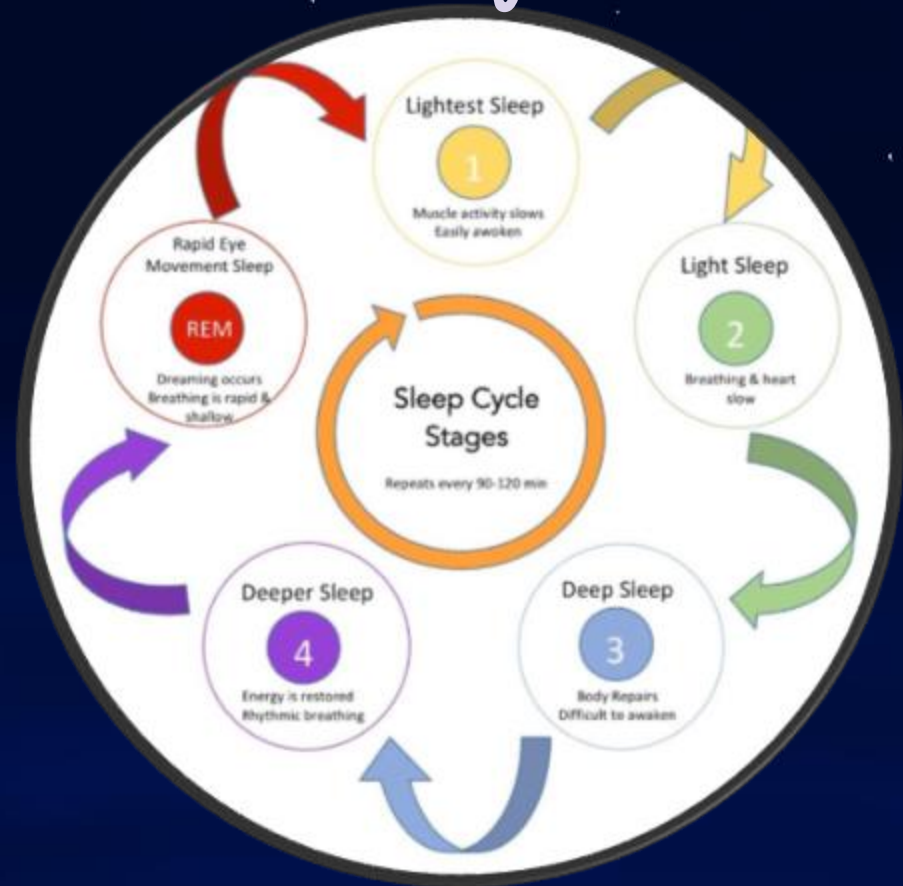 Lightest Sleep
1
Muscle activity slows
Easily awoken
Light Sleep
2
Breathing & heart
slow
Deep Sleep
3
Body Repairs
Difficult to awaken
Deeper Sleep
4
Energy is restored
Rhythmic breathing
Rapid Eye
Movement Sleep
REM
Dreaming occurs
Breathing is rapid &
shallow
Sleep Cycle
Stages
Repeats every 90-120 min